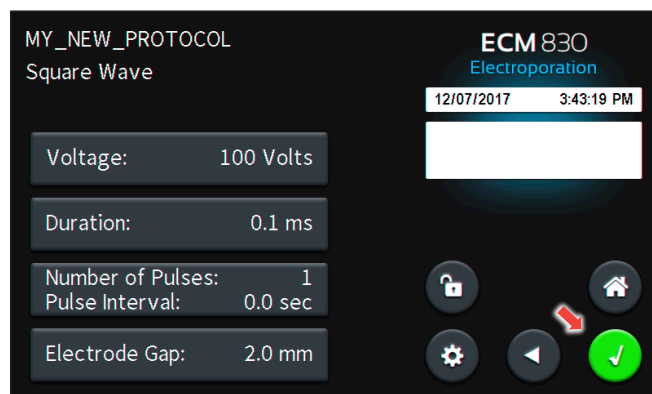 MY_NEW_PROTOCOL
Square Wave
ECM 830
Electroporation
12/07/2017 3:43:19 PM
Voltage: 100 Volts
Duration: 0.1 ms
Number of Pulses: 1
Pulse Interval: 0.0 sec
Electrode Gap: 2.0 mm